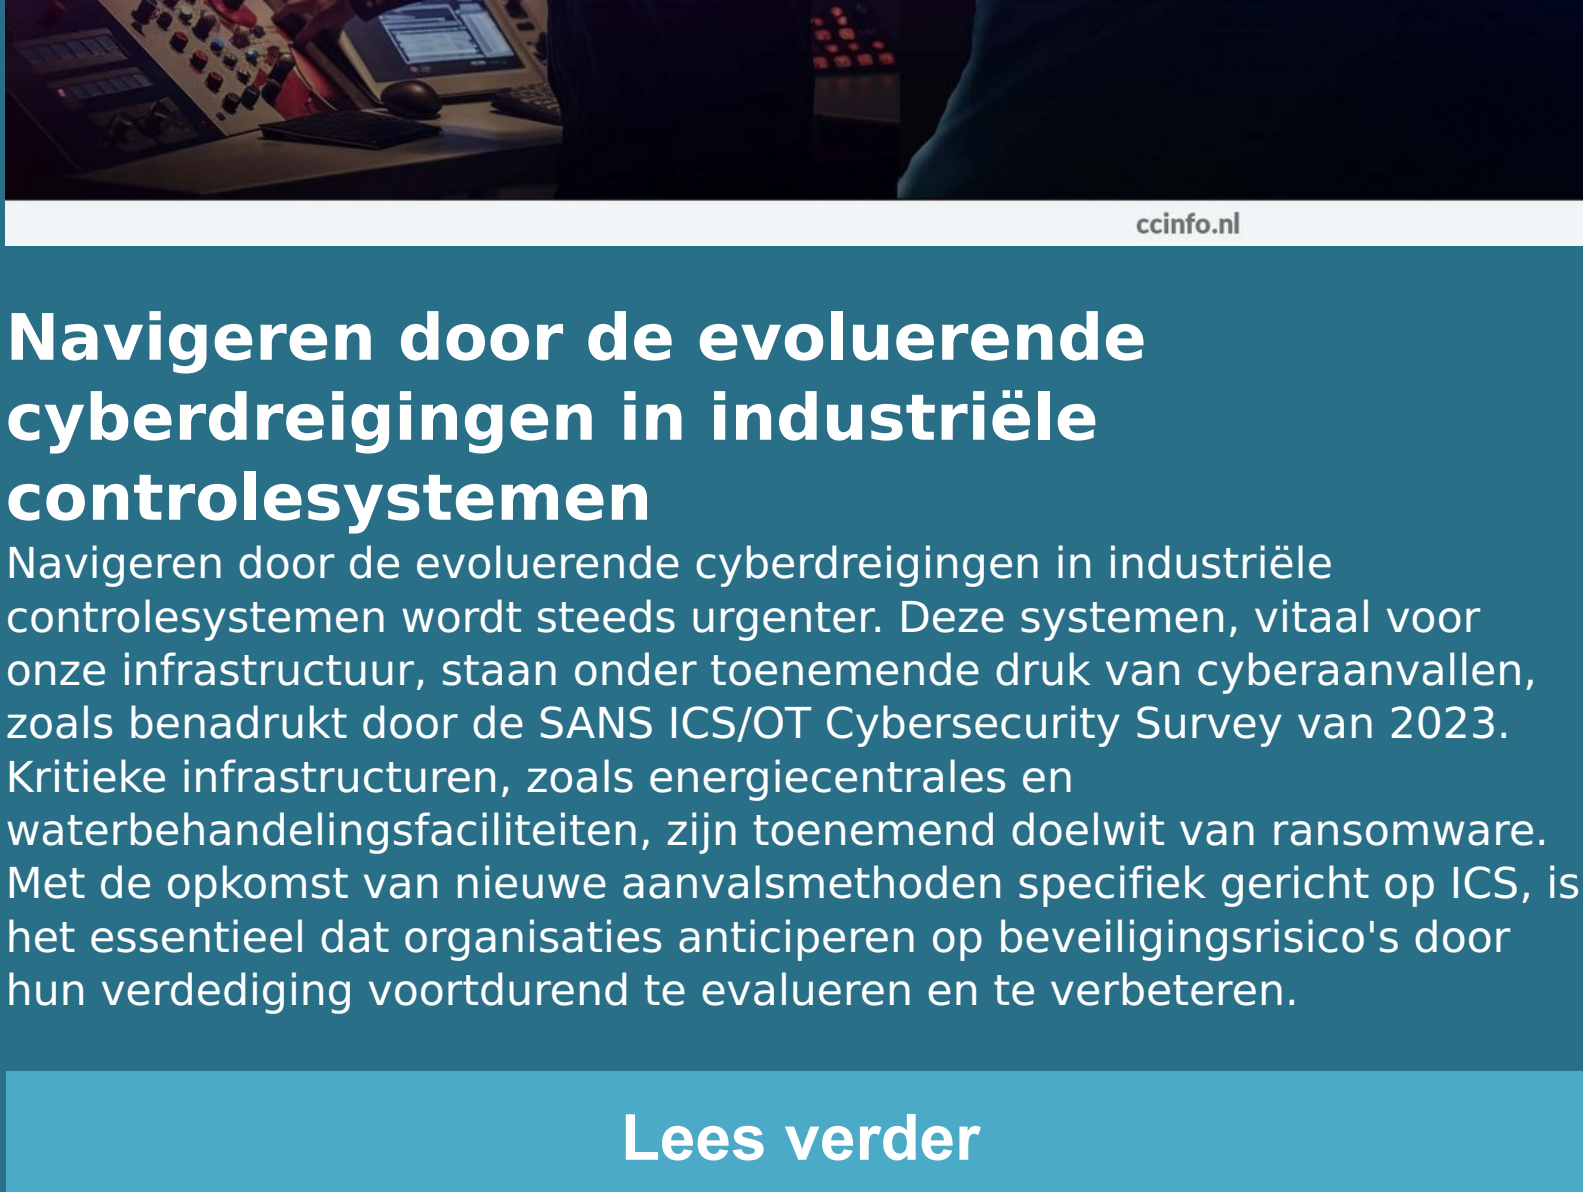 ccinfo.nl
Navigeren door de evoluerende
cyberdreigingen in industriële
controlesystemen
Navigeren door de evoluerende cyberdreigingen in industriële
controlesystemen wordt steeds urgenter. Deze systemen, vitaal voor
onze infrastructuur, staan onder toenemende druk van cyberaanvallen,
zoals benadrukt door de SANS ICS/OT Cybersecurity Survey van 2023.
Kritieke infrastructuren, zoals energiecentrales en
waterbehandelingsfaciliteiten, zijn toenemend doelwit van ransomware.
Met de opkomst van nieuwe aanvalsmethoden specifiek gericht op ICS, is
het essentieel dat organisaties anticiperen op beveiligingsrisico's door
hun verdediging voortdurend te evalueren en te verbeteren.
Lees verder